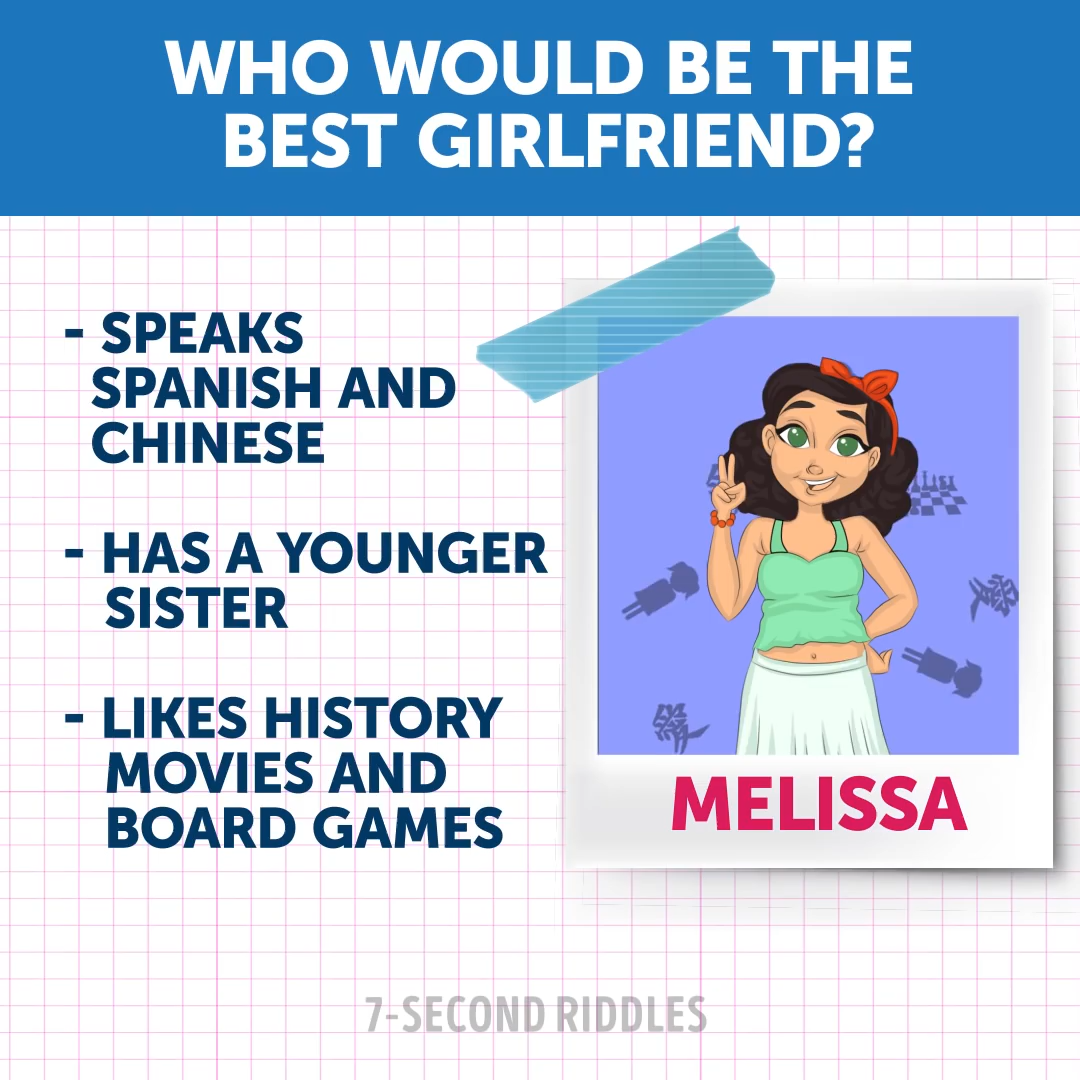 WHO WOULD BE THE
BEST GIRLFRIEND?
- SPEAKS
SPANISH AND
CHINESE
- HAS A YOUNGER
SISTER
- LIKES HISTORY
MOVIES AND
BOARD GAMES
MELISSA
7-SECOND RIDDLES